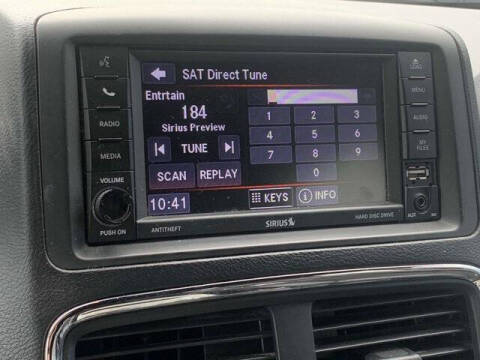 SAT Direct Tune
Entrtain
184
Sirius Preview
TUNE
SCAN REPLAY
10:41
1 2 3
4 5 6
7 8 9
0
KEYS
INFO
RADIO
MEDIA
VOLUME
PUSH ON
ANTITHEFT
SIRIUS
HARD DISC DRIVE
LOAD
MENU
AUDIO
MY
FILES
AUX